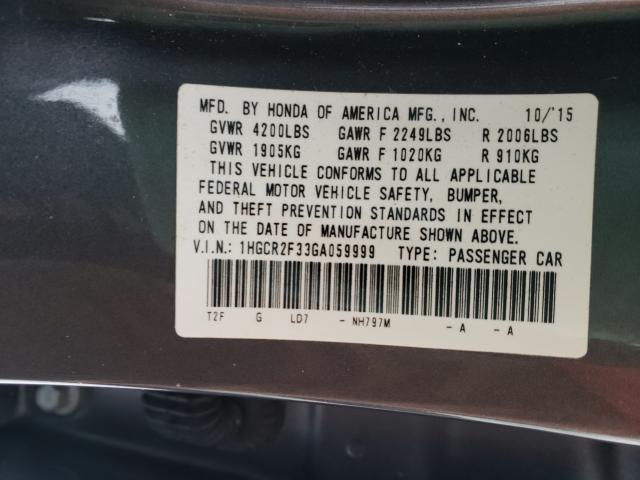 MFD. BY HONDA OF AMERICA MFG., INC. 10/'15
GVWR 4200LBS GAWR F 2249LBS R 2006LBS
GVWR 1905KG GAWR F 1020KG R 910KG
THIS VEHICLE CONFORMS TO ALL APPLICABLE
FEDERAL MOTOR VEHICLE SAFETY, BUMPER,
AND THEFT PREVENTION STANDARDS IN EFFECT
ON THE DATE OF MANUFACTURE SHOWN ABOVE.
V.I.N.: 1HGCR2F33GA059999 TYPE: PASSENGER CAR
T2F G LD7 - NH797M - A - A